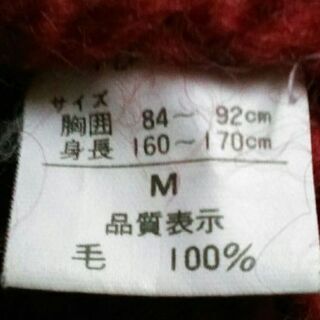 サイズ
胸囲 84～92cm
身長 160～170cm
M
品質表示
毛 100%